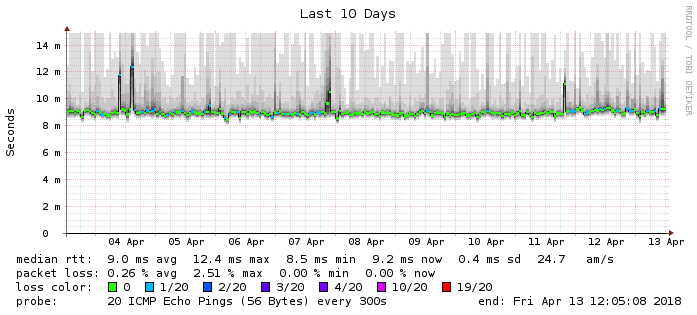 Last 10 Days
RRDTOOL / TOBI OETIKER
Seconds
14 m
12 m
10 m
8 m
6 m
4 m
2 m
0
04 Apr 05 Apr 06 Apr 07 Apr 08 Apr 09 Apr 10 Apr 11 Apr 12 Apr 13 Apr
median rtt: 9.0 ms avg 12.4 ms max 8.5 ms min 9.2 ms now 0.4 ms sd 24.7 am/s
packet loss: 0.26 % avg 2.51 % max 0.00 % min 0.00 % now
loss color: 0 1/20 2/20 3/20 4/20 10/20 19/20
probe: 20 ICMP Echo Pings (56 Bytes) every 300s end: Fri Apr 13 12:05:08 2018